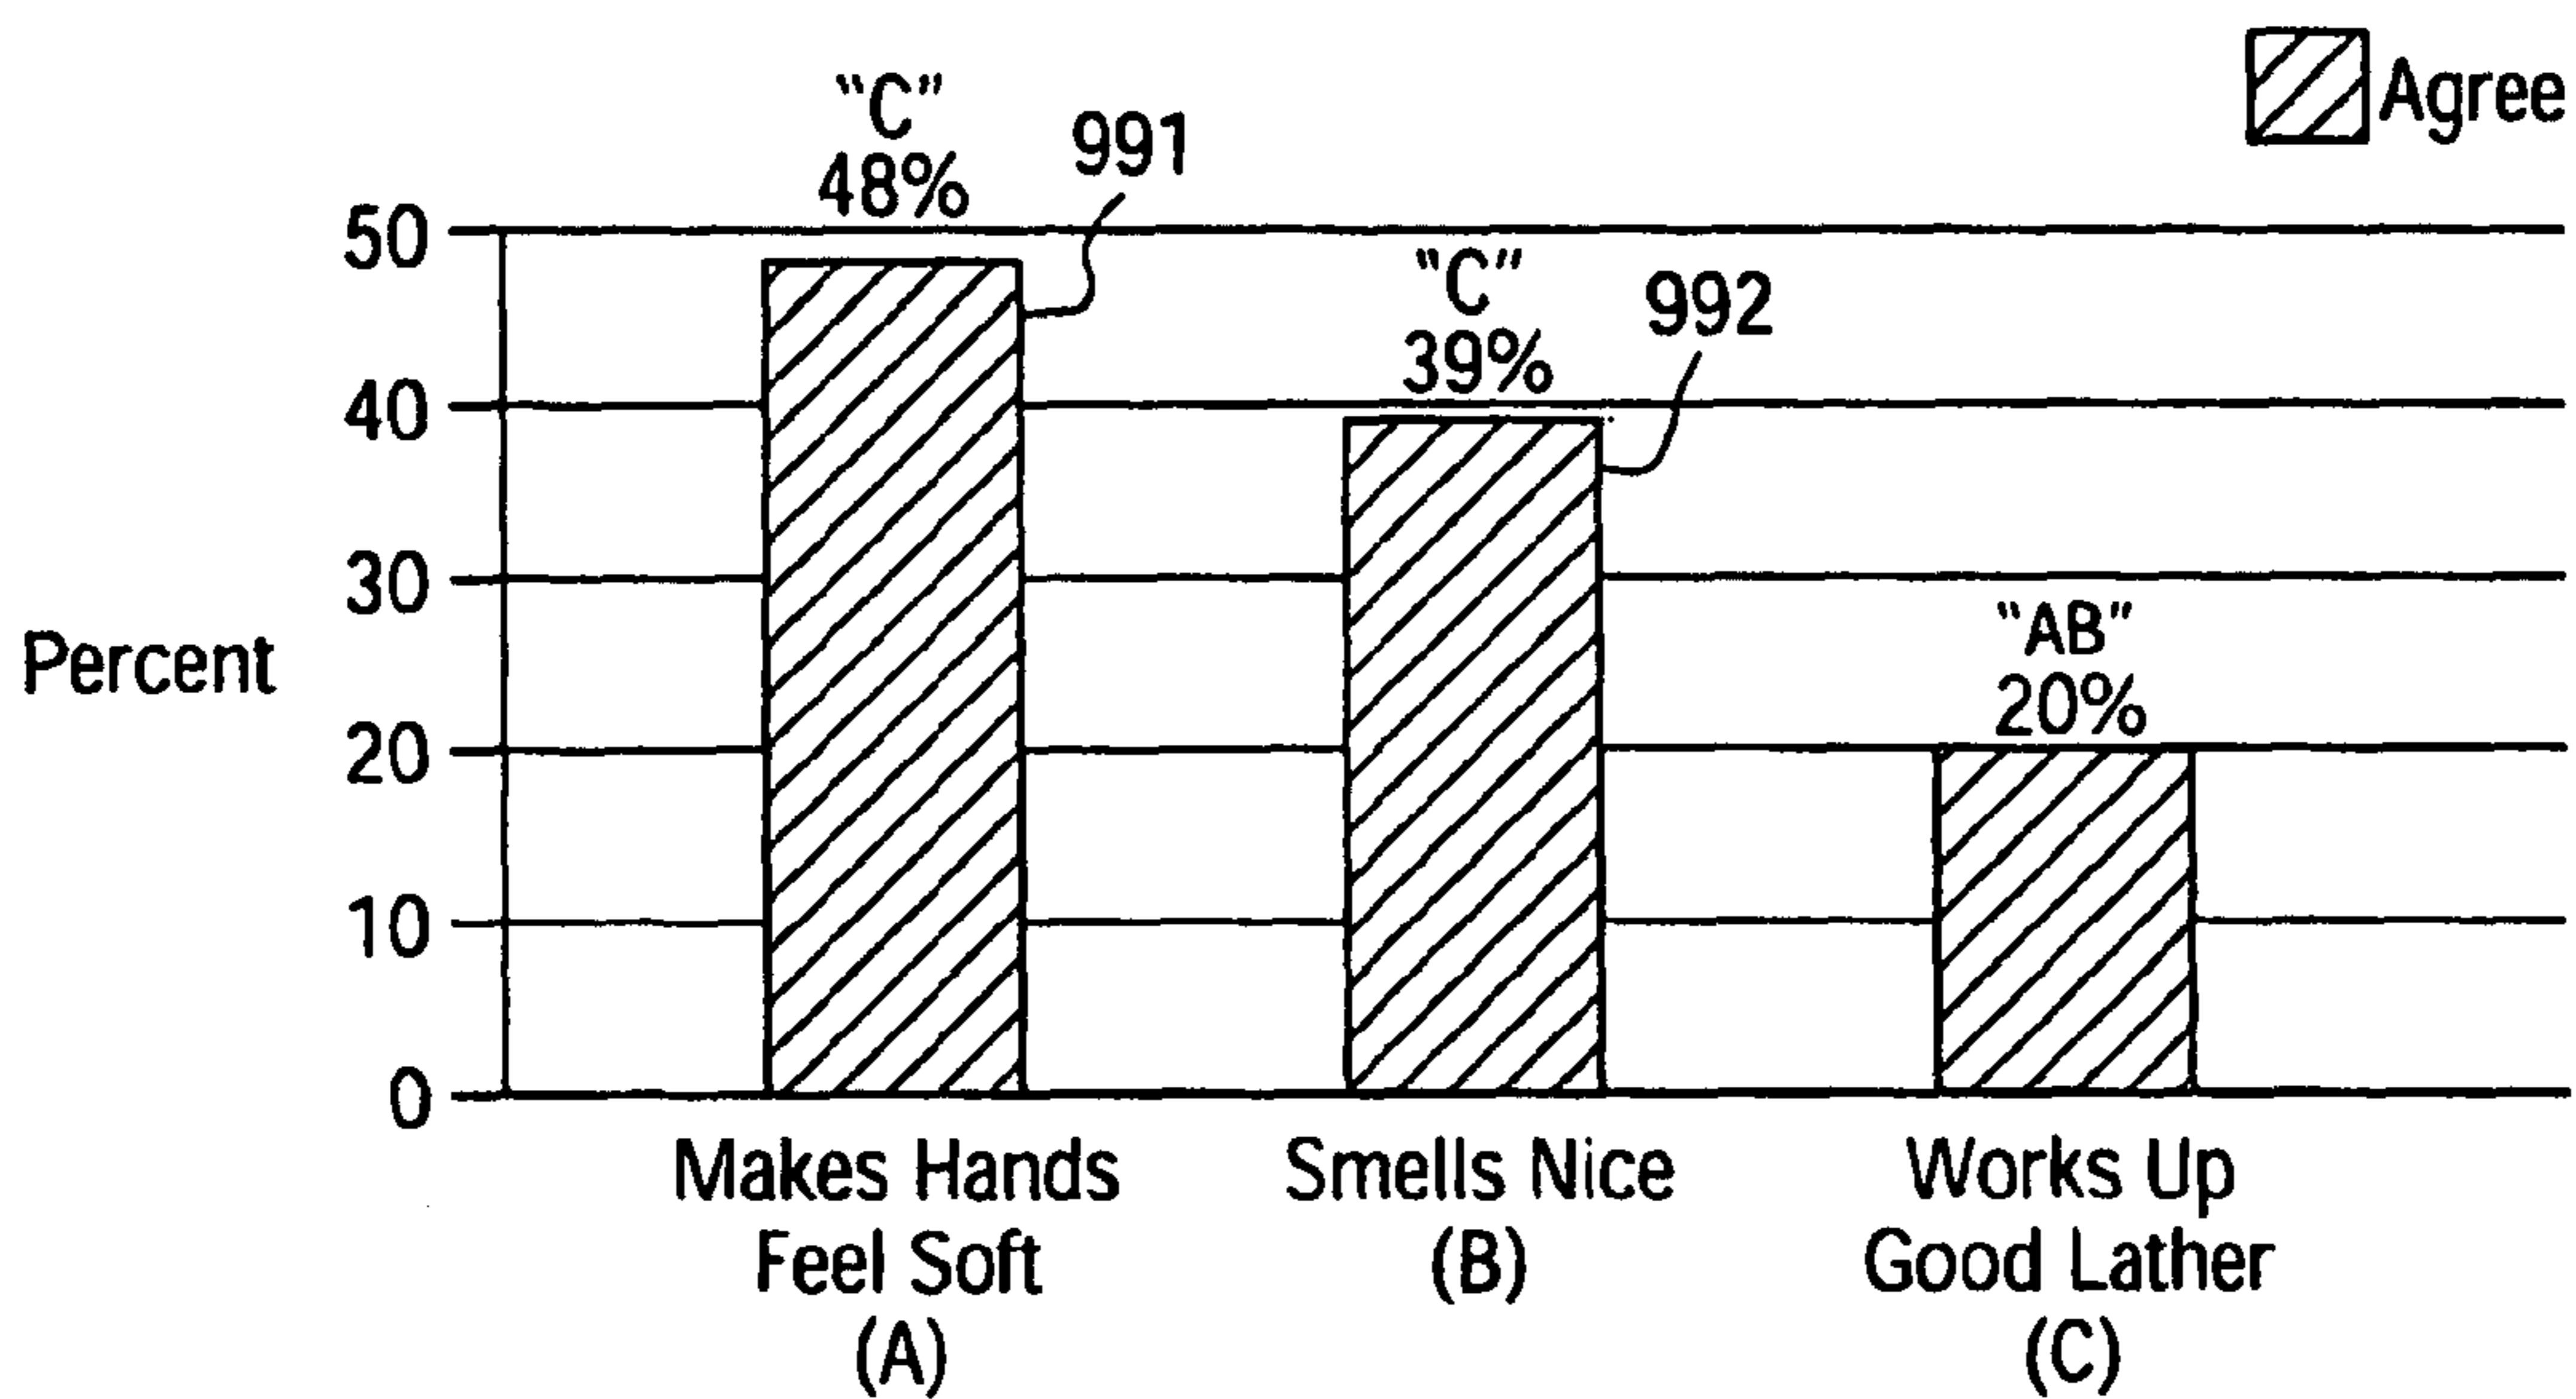 Agree
"C"
48%
991
"C"
39%
992
"AB"
20%
50
40
30
20
10
0
Percent
Makes Hands
Feel Soft
(A)
Smells Nice
(B)
Works Up
Good Lather
(C)